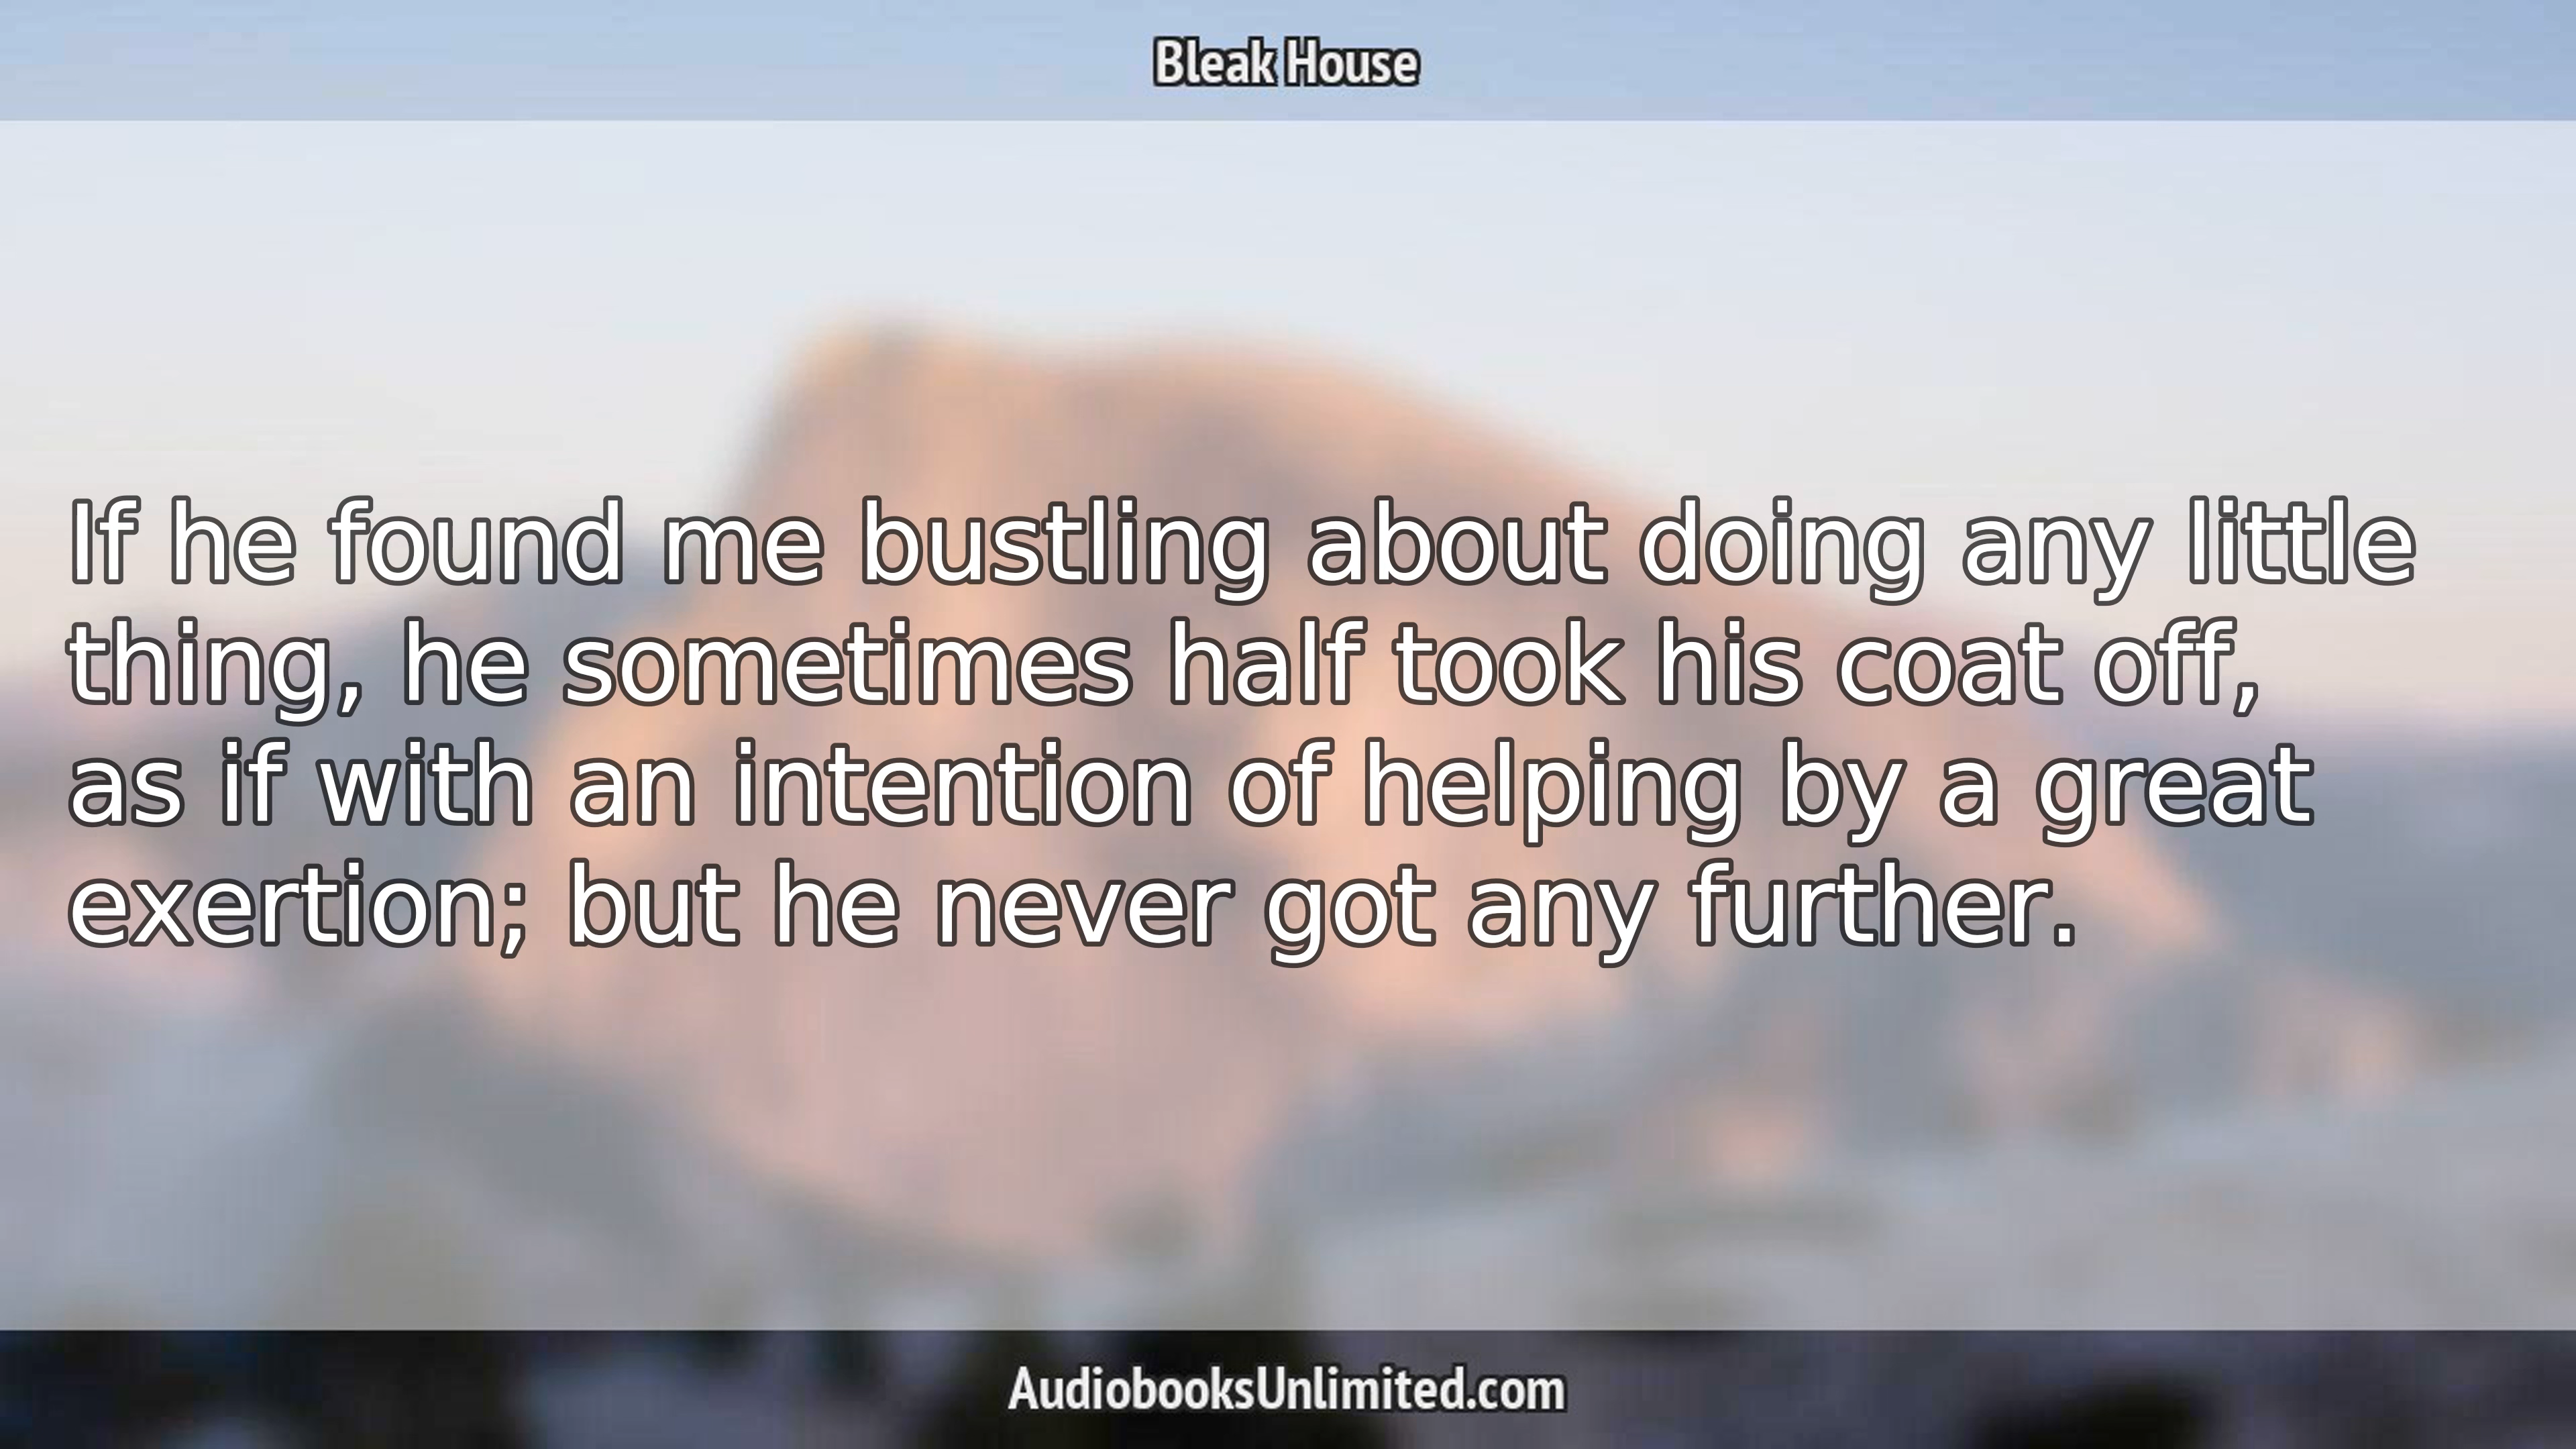 Bleak House
If he found me bustling about doing any little
thing, he sometimes half took his coat off,
as if with an intention of helping by a great
exertion; but he never got any further.
AudiobooksUnlimited.com